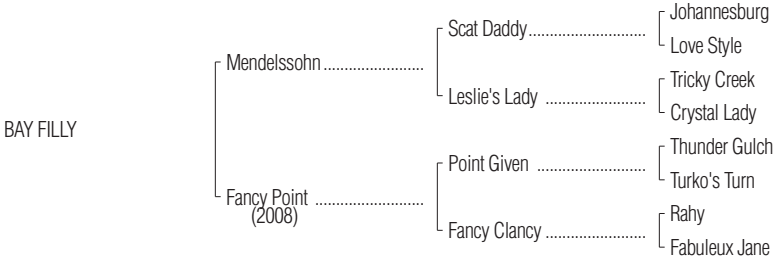 Johannesburg
Scat Daddy
Love Style
Mendelssohn
Tricky Creek
Leslie's Lady
Crystal Lady
BAY FILLY
Thunder Gulch
Point Given
Turko's Turn
Fancy Point
(2008)
Rahy
Fancy Clancy
Fabuleux Jane